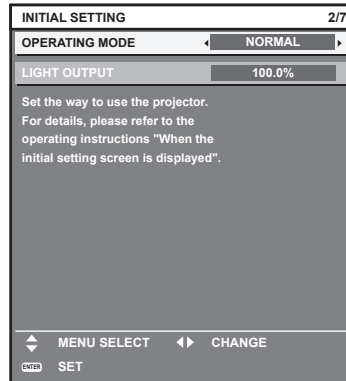 INITIAL SETTING 2/7
OPERATING MODE NORMAL
LIGHT OUTPUT 100.0%
Set the way to use the projector.
For details, please refer to the
operating instructions "When the
initial setting screen is displayed".
MENU SELECT CHANGE
ENTER SET